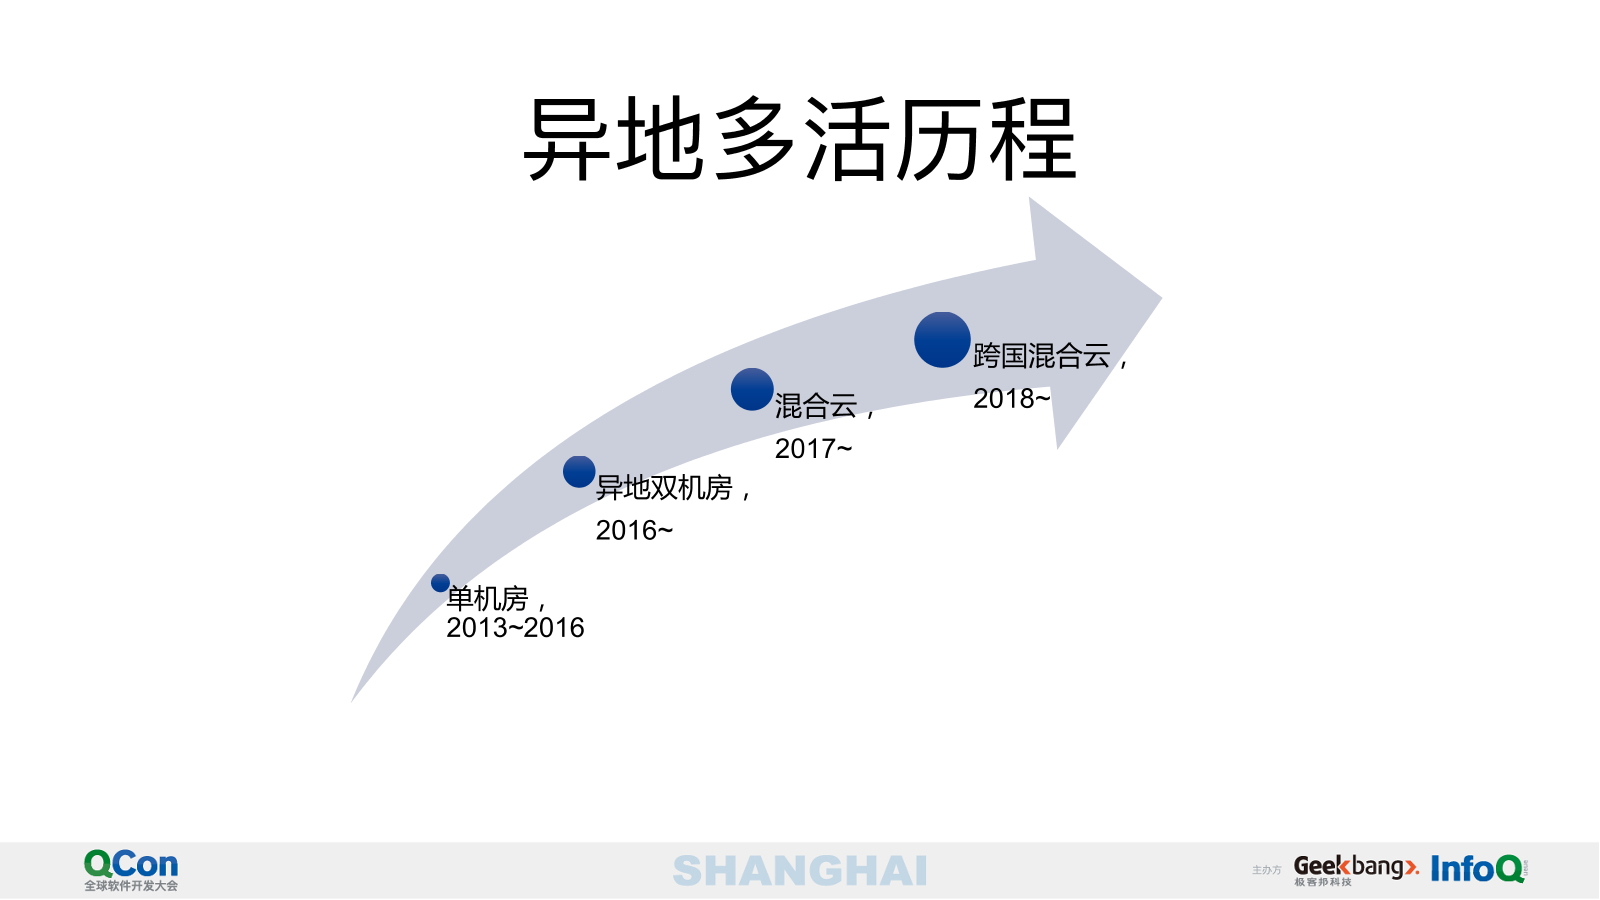 异地多活历程
跨国混合云，
2018~
混合云，
2017~
异地双机房，
2016~
单机房，
2013~2016
QCon
全球软件开发大会
SHANGHAI
主办方
Geekbang>.
极客邦科技
InfoQ